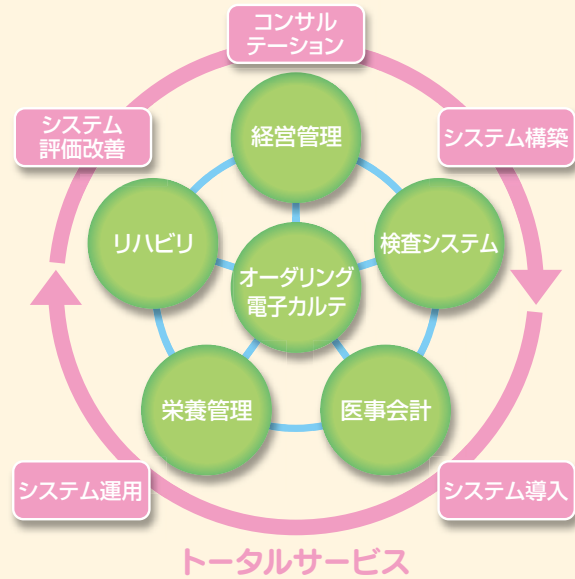 コンサル
テーション
システム
評価改善
システム構築
経営管理
リハビリ
検査システム
オーダリング
電子カルテ
栄養管理
医事会計
システム運用
システム導入
トータルサービス